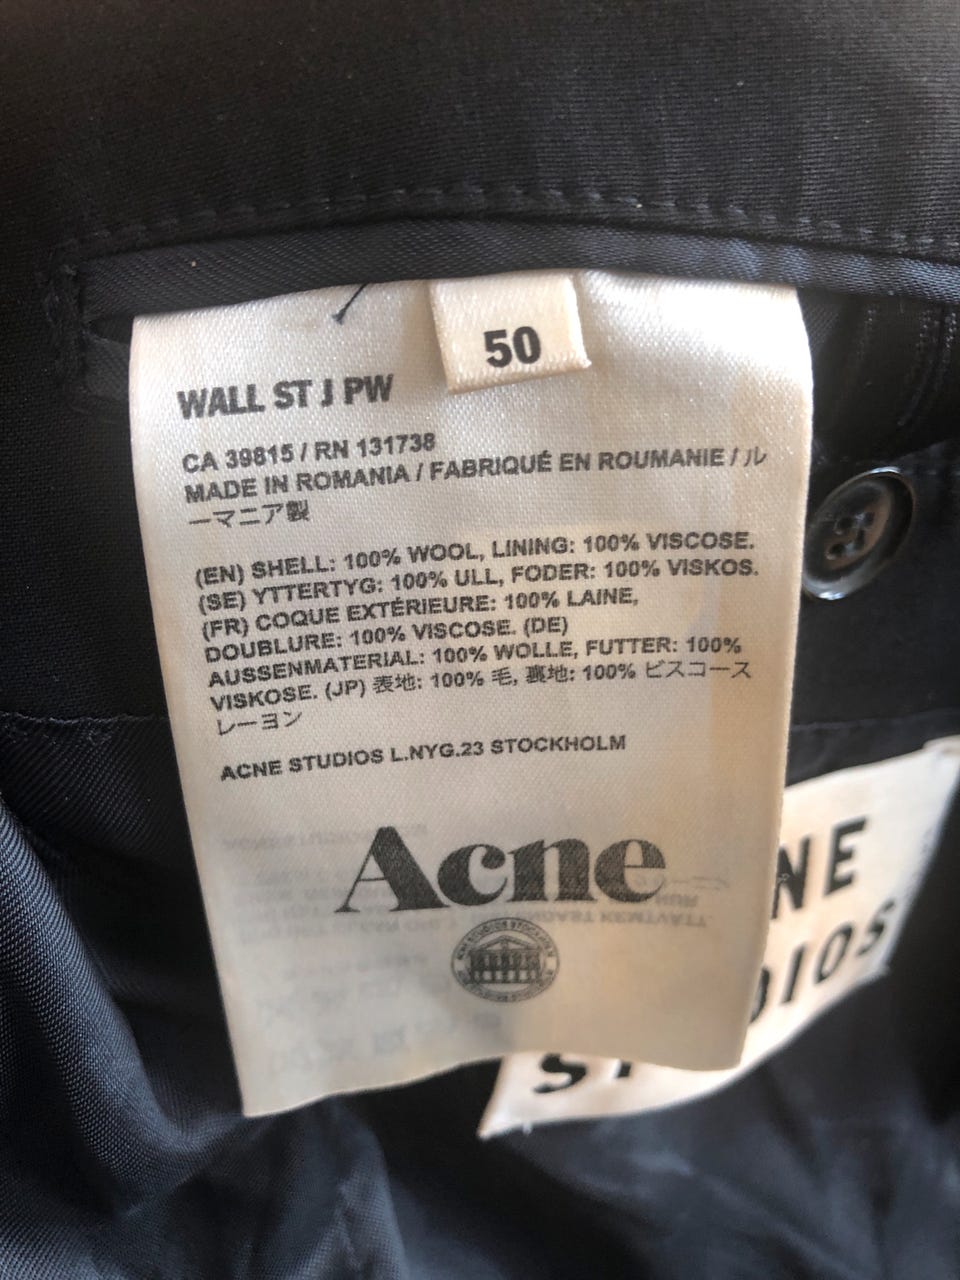 50
WALL ST J PW
CA 39815 / RN 131738
MADE IN ROMANIA / FABRIQUÉ EN ROUMANIE / ル
ーマニア製
(EN) SHELL: 100% WOOL, LINING: 100% VISCOSE.
(SE) YTTERTYG: 100% ULL, FODER: 100% VISKOS.
(FR) COQUE EXTÉRIEURE: 100% LAINE,
DOUBLURE: 100% VISCOSE. (DE)
AUSSENMATERIAL: 100% WOLLE, FUTTER: 100%
VISKOSE. (JP) 表地: 100% 毛, 裏地: 100% ビスコース
レーヨン
ACNE STUDIOS L.NYG.23 STOCKHOLM
Acne
NE
DIOS
ST